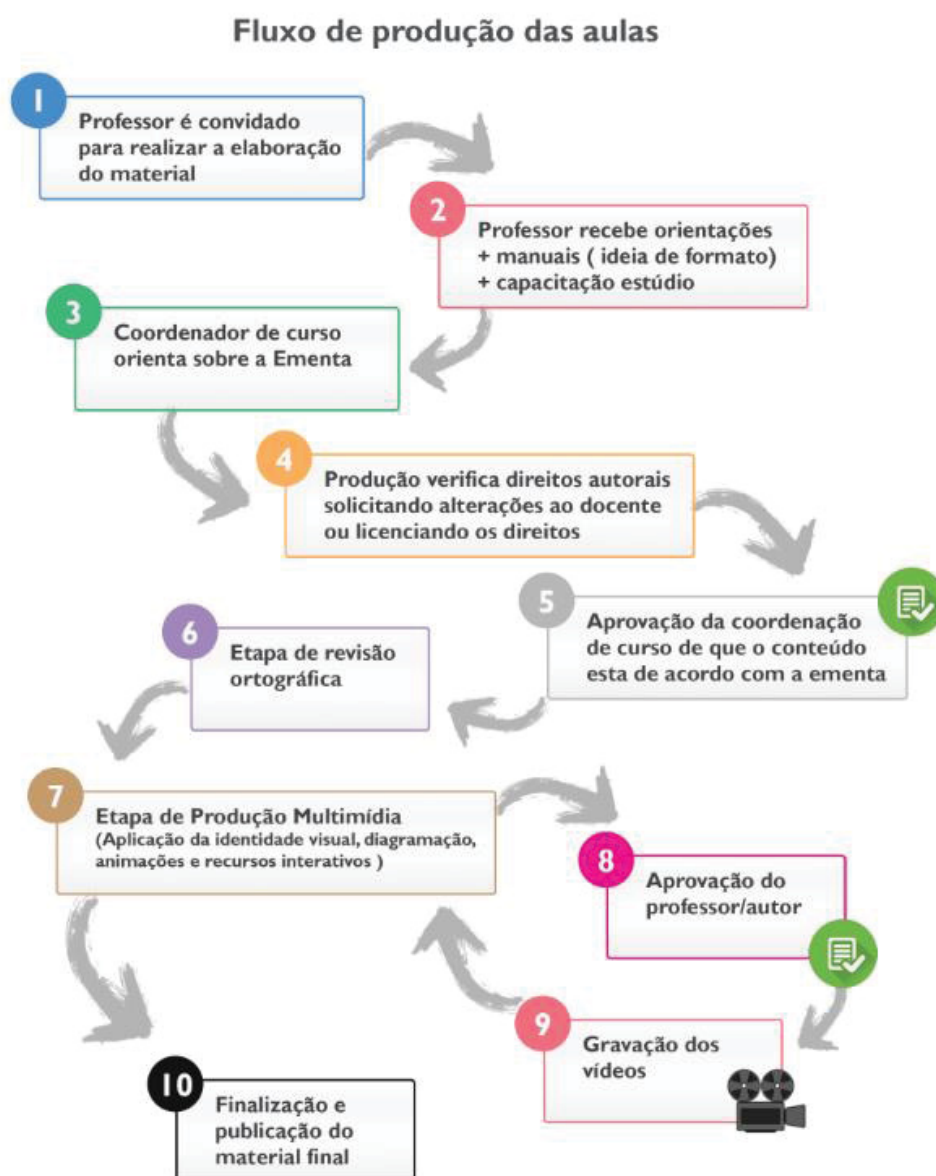 Fluxo de produção das aulas
1
Professor é convidado
para realizar a elaboração
do material
2
Professor recebe orientações
+ manuais ( ideia de formato)
+ capacitação estúdio
3
Coordenador de curso
orienta sobre a Ementa
4
Produção verifica direitos autorais
solicitando alterações ao docente
ou licenciando os direitos
5
Aprovação da coordenação
de curso de que o conteúdo
esta de acordo com a ementa
6
Etapa de revisão
ortográfica
7
Etapa de Produção Multimídia
(Aplicação da identidade visual, diagramação,
animações e recursos interativos )
8
Aprovação do
professor/autor
9
Gravação dos
vídeos
10
Finalização e
publicação do
material final